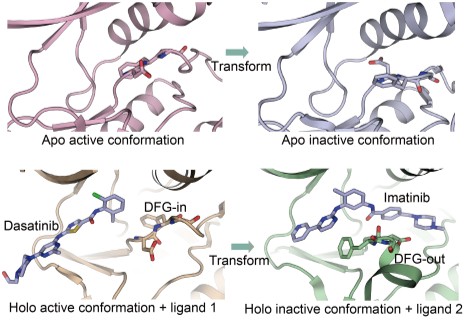 Transform
Apo active conformation
Apo inactive conformation
Dasatinib
DFG-in
Imatinib
Transform
DFG-out
Holo active conformation + ligand 1
Holo inactive conformation + ligand 2